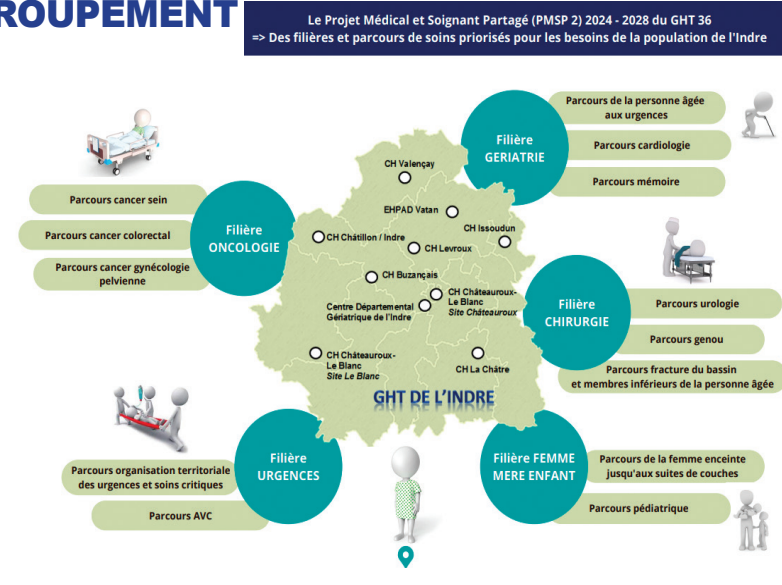 ROUPEMENT
Le Projet Médical et Soignant Partagé (PMSP 2) 2024 - 2028 du GHT 36
=> Des filières et parcours de soins priorisés pour les besoins de la population de l'Indre
Filière
GERIATRIE
Parcours de la personne âgée
aux urgences
Parcours cardiologie
Parcours mémoire
Filière
ONCOLOGIE
Parcours cancer sein
Parcours cancer colorectal
Parcours cancer gynécologie
pelvienne
CH Valençay
EHPAD Vatan
CH Issoudun
CH Châtillon / Indre
CH Levroux
CH Buzançais
CH Châteauroux-
Le Blanc
Site Châteauroux
Centre Départemental
Gériatrique de l'Indre
CH Châteauroux-
Le Blanc
Site Le Blanc
CH La Châtre
GHT DE L'INDRE
Filière
CHIRURGIE
Parcours urologie
Parcours genou
Parcours fracture du bassin
et membres inférieurs de la personne âgée
Filière
URGENCES
Parcours organisation territoriale
des urgences et soins critiques
Parcours AVC
Filière FEMME
MERE ENFANT
Parcours de la femme enceinte
jusqu'aux suites de couches
Parcours pédiatrique